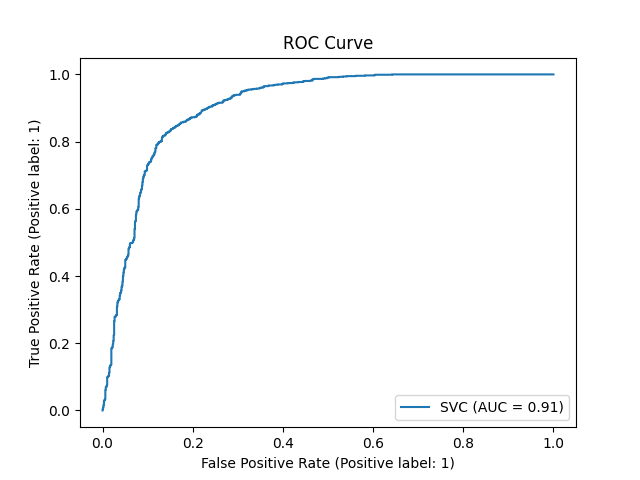 ROC Curve
1.0
0.8
0.6
0.4
0.2
0.0
True Positive Rate (Positive label: 1)
SVC (AUC = 0.91)
0.0 0.2 0.4 0.6 0.8 1.0
False Positive Rate (Positive label: 1)